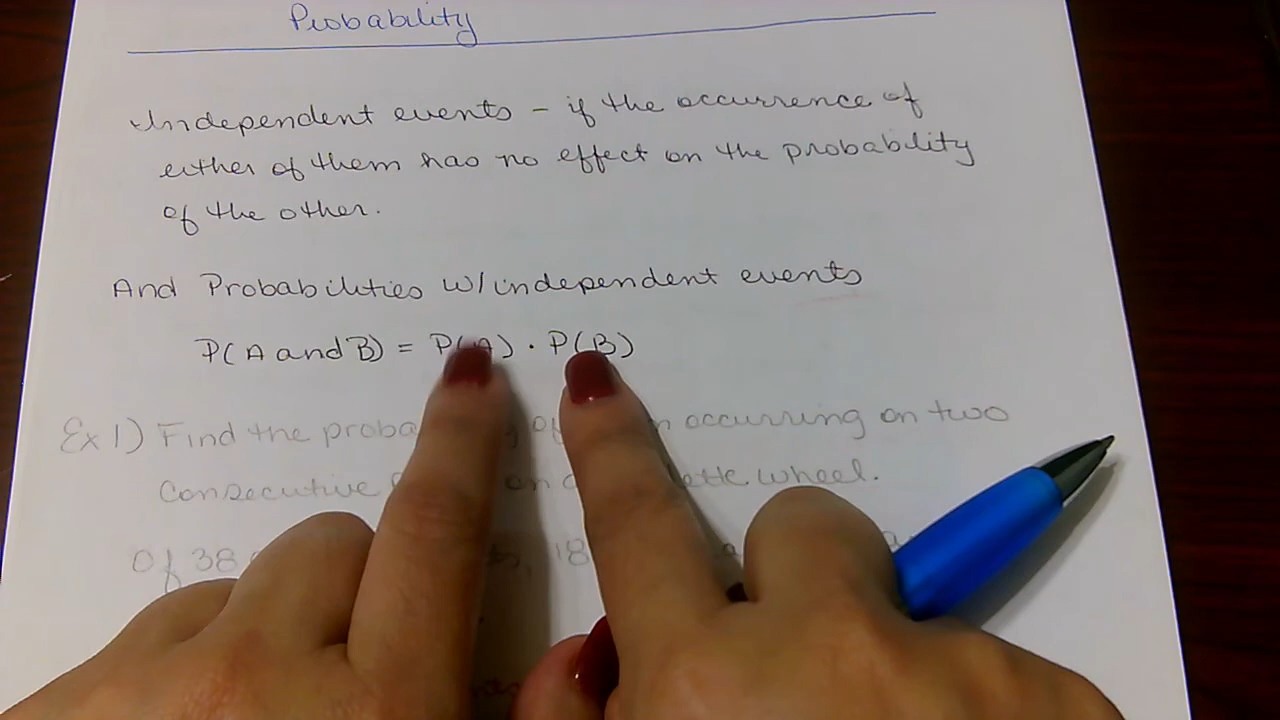 Probability
Independent events - if the occurrence of
either of them has no effect on the probability
of the other.
And Probabilities w/independent events
P(A and B) = P(A) · P(B)
Ex 1) Find the occurring on two
Consecutive on wheel.
Of 38 18